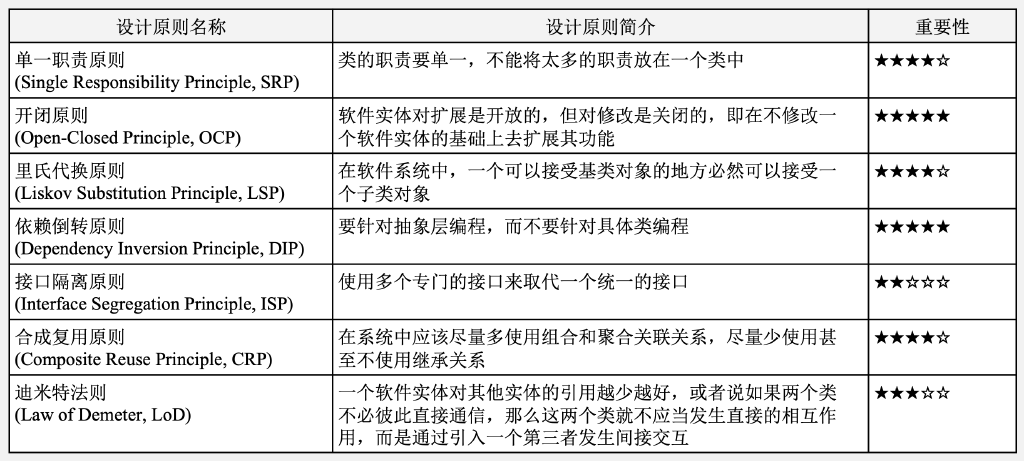 设计原则名称 设计原则简介 重要性
单一职责原则
(Single Responsibility Principle, SRP)
类的职责要单一，不能将太多的职责放在一个类中
★★★★☆
开闭原则
(Open-Closed Principle, OCP)
软件实体对扩展是开放的，但对修改是关闭的，即在不修改一
个软件实体的基础上去扩展其功能
★★★★★
里氏代换原则
(Liskov Substitution Principle, LSP)
在软件系统中，一个可以接受基类对象的地方必然可以接受一
个子类对象
★★★★☆
依赖倒转原则
(Dependency Inversion Principle, DIP)
要针对抽象层编程，而不要针对具体类编程
★★★★★
接口隔离原则
(Interface Segregation Principle, ISP)
使用多个专门的接口来取代一个统一的接口
★★☆☆☆
合成复用原则
(Composite Reuse Principle, CRP)
在系统中应该尽量多使用组合和聚合关联关系，尽量少使用甚
至不使用继承关系
★★★★☆
迪米特法则
(Law of Demeter, LoD)
一个软件实体对其他实体的引用越少越好，或者说如果两个类
不必彼此直接通信，那么这两个类就不应当发生直接的相互作
用，而是通过引入一个第三者发生间接交互
★★★☆☆